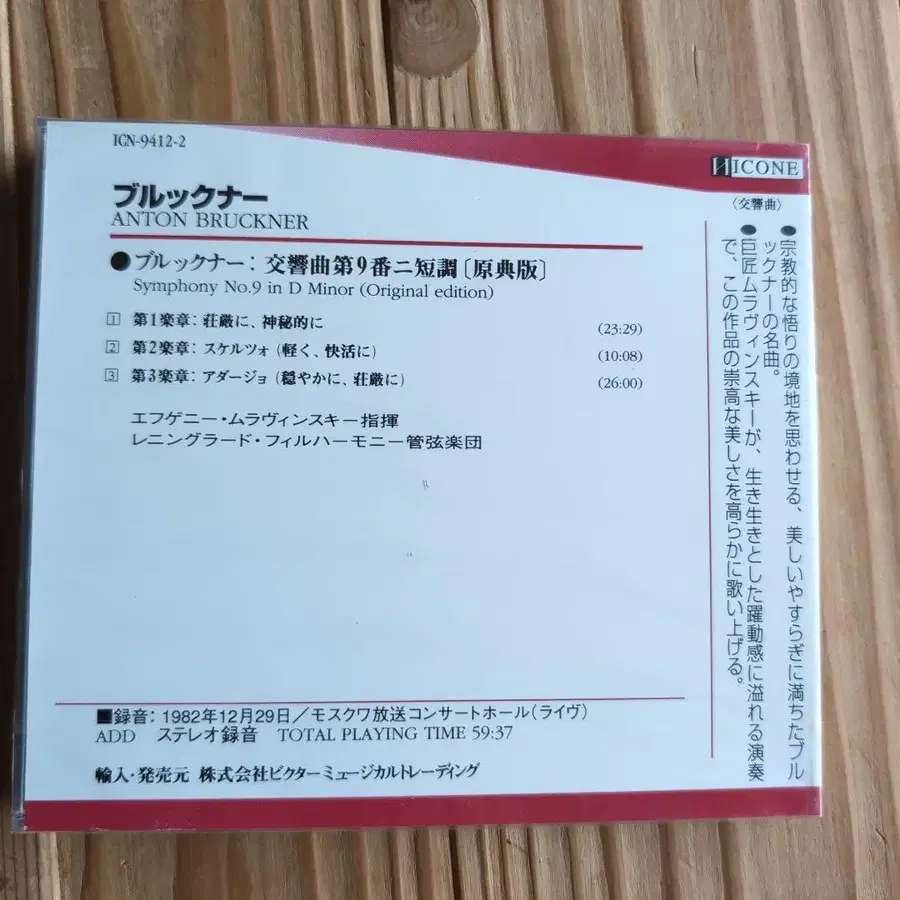 ICN-9412-2
ICONE
ブルックナー
ANTON BRUCKNER
〈交響曲〉
●ブルックナー：交響曲第9番ニ短調〔原典版〕
Symphony No.9 in D Minor (Original edition)
1 第1楽章：荘厳に、神秘的に (23:29)
2 第2楽章：スケルツォ（軽く、快活に） (10:08)
3 第3楽章：アダージョ（穏やかに、荘厳に） (26:00)
エフゲニー・ムラヴィンスキー指揮
レニングラード・フィルハーモニー管弦楽団
●宗教的な悟りの境地を思わせる、美しいやすらぎに満ちたブル
ックナーの名曲。
●巨匠ムラヴィンスキーが、生き生きとした躍動感に溢れる演奏
で、この作品の崇高な美しさを高らかに歌い上げる。
■録音：1982年12月29日／モスクワ放送コンサートホール(ライヴ)
ADD ステレオ録音 TOTAL PLAYING TIME 59:37
輸入・発売元 株式会社ビクターミュージカルトレーディング